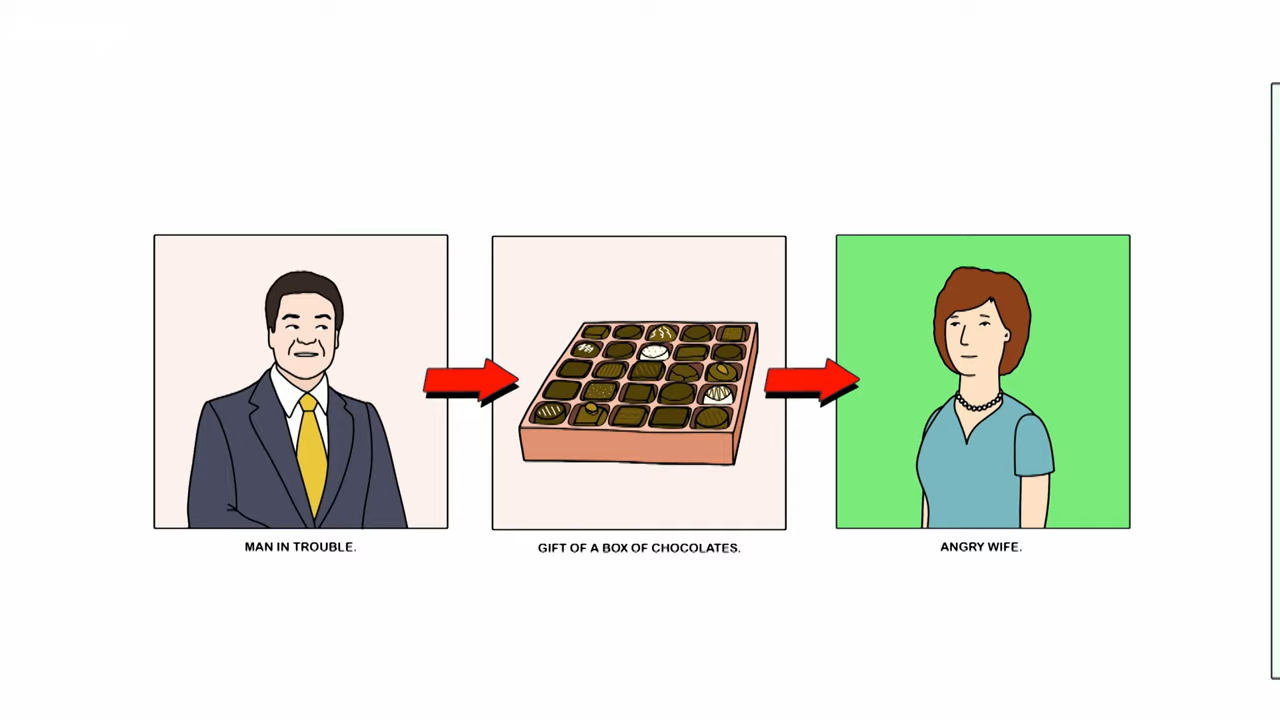 MAN IN TROUBLE.
GIFT OF A BOX OF CHOCOLATES.
ANGRY WIFE.